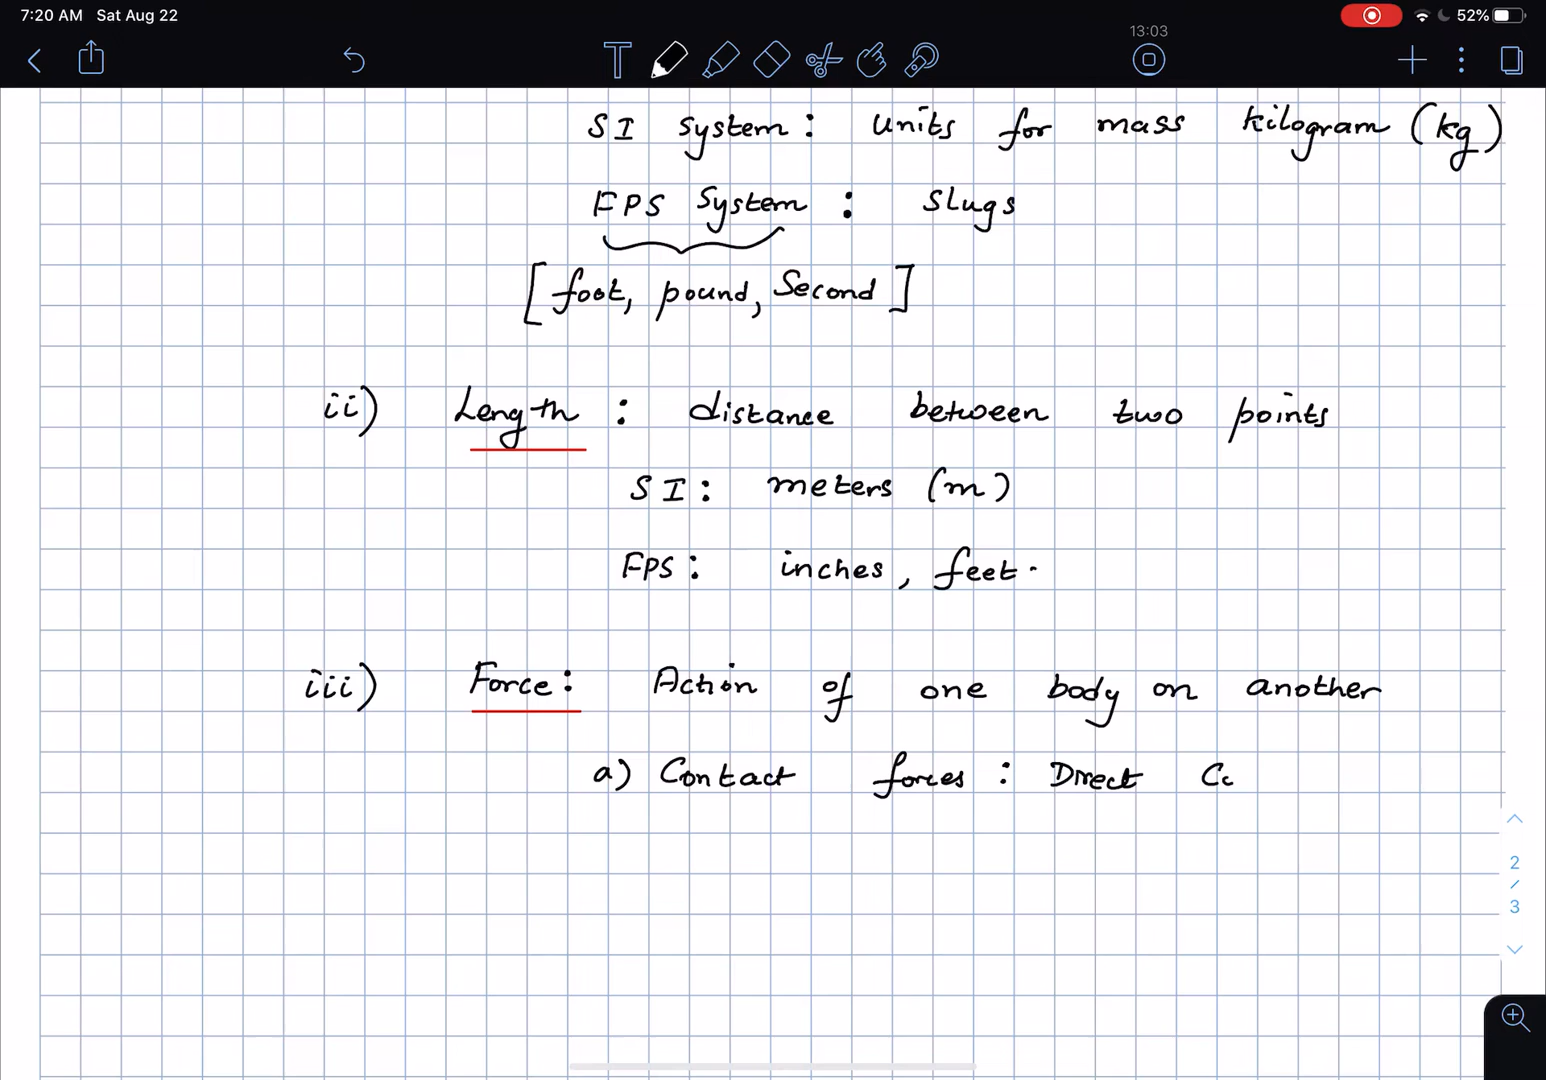 7:20 AM Sat Aug 22
52%
13:03
T
SI system: units for mass kilogram (kg)
FPS System : Slugs
[foot, pound, Second]
ii) Length : distance between two points
SI: meters (m)
FPS: inches, feet.
iii) Force: Action of one body on another
a) Contact forces : Direct Co
2
/
3